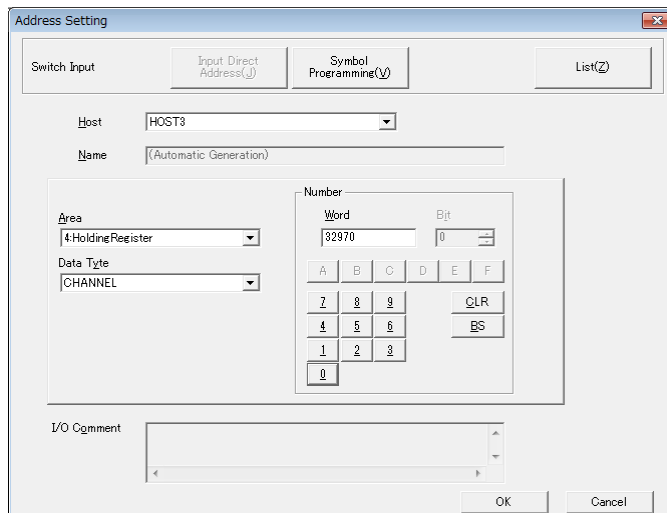 Address Setting
Switch Input
Input Direct
Address(J)
Symbol
Programming(V)
List(Z)
Host
HOST3
Name
(Automatic Generation)
Number
Area
4:HoldingRegister
Word
Bit
32970
0
Data Tyte
CHANNEL
A B C D E F
7 8 9 CLR
4 5 6 BS
1 2 3
0
I/O Comment
OK Cancel